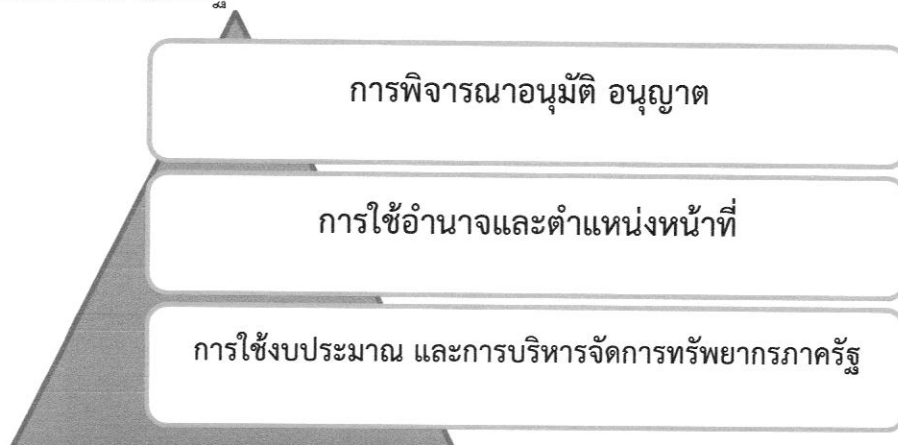 การพิจารณาอนุมัติ อนุญาต
การใช้อำนาจและตำแหน่งหน้าที่
การใช้งบประมาณ และการบริหารจัดการทรัพยากรภาครัฐ